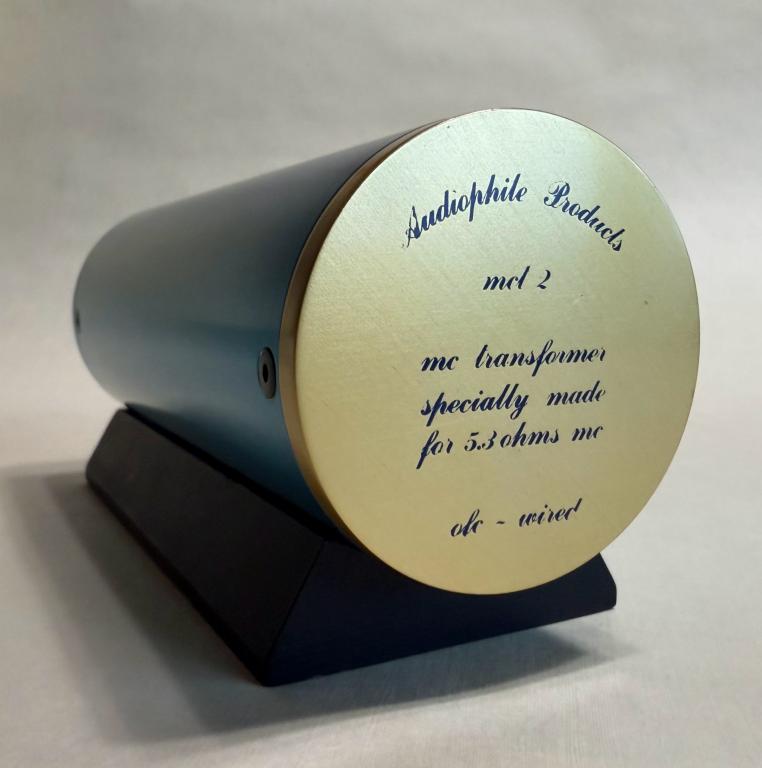 Audiophile Products
mct 2
mc transformer
specially made
for 5.3 ohms mc
ofc ~ wired